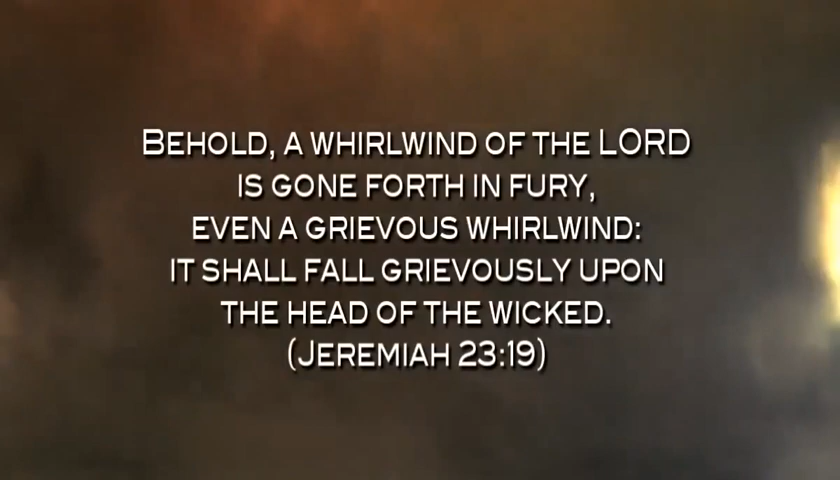 BEHOLD, A WHIRLWIND OF THE LORD
IS GONE FORTH IN FURY,
EVEN A GRIEVOUS WHIRLWIND:
IT SHALL FALL GRIEVOUSLY UPON
THE HEAD OF THE WICKED.
(JEREMIAH 23:19)